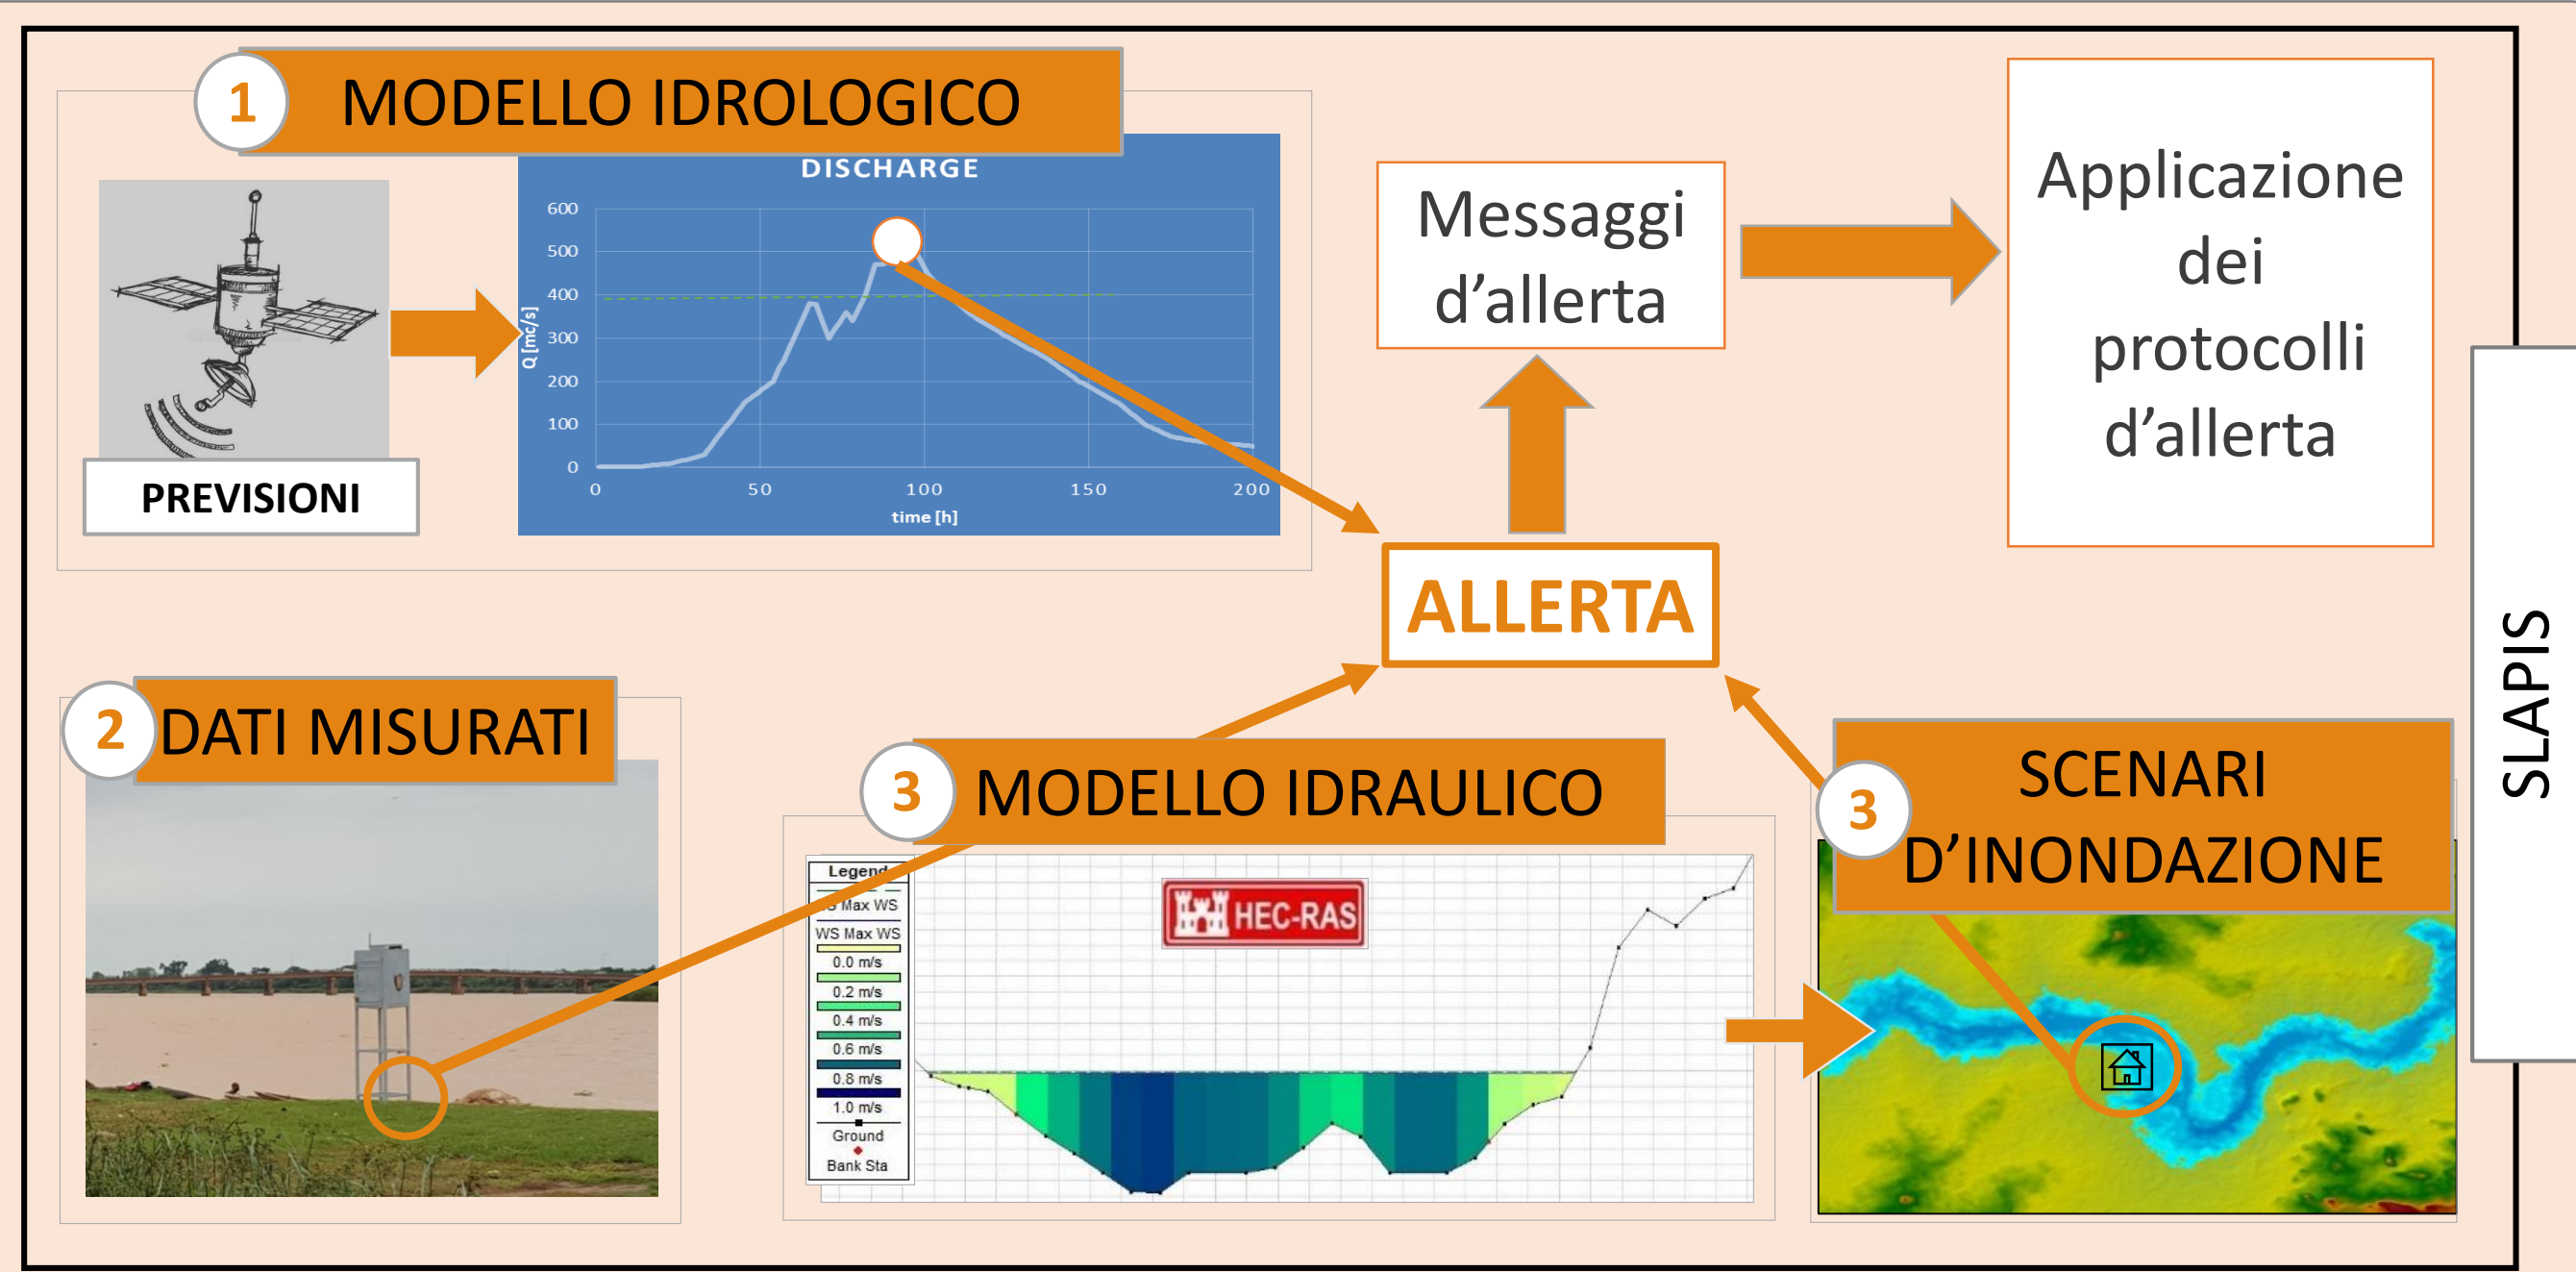 1
MODELLO IDROLOGICO
PREVISIONI
DISCHARGE
600
500
400
300
200
100
0
Q [mc/s]
0
50
100
150
200
time [h]
Messaggi
d’allerta
Applicazione
dei
protocolli
d’allerta
ALLERTA
SLAPIS
2
DATI MISURATI
3
MODELLO IDRAULICO
Legend
Max WS
WS Max WS
0.0 m/s
0.2 m/s
0.4 m/s
0.6 m/s
0.8 m/s
1.0 m/s
Ground
Bank Sta
HEC-RAS
3
SCENARI
D’INONDAZIONE